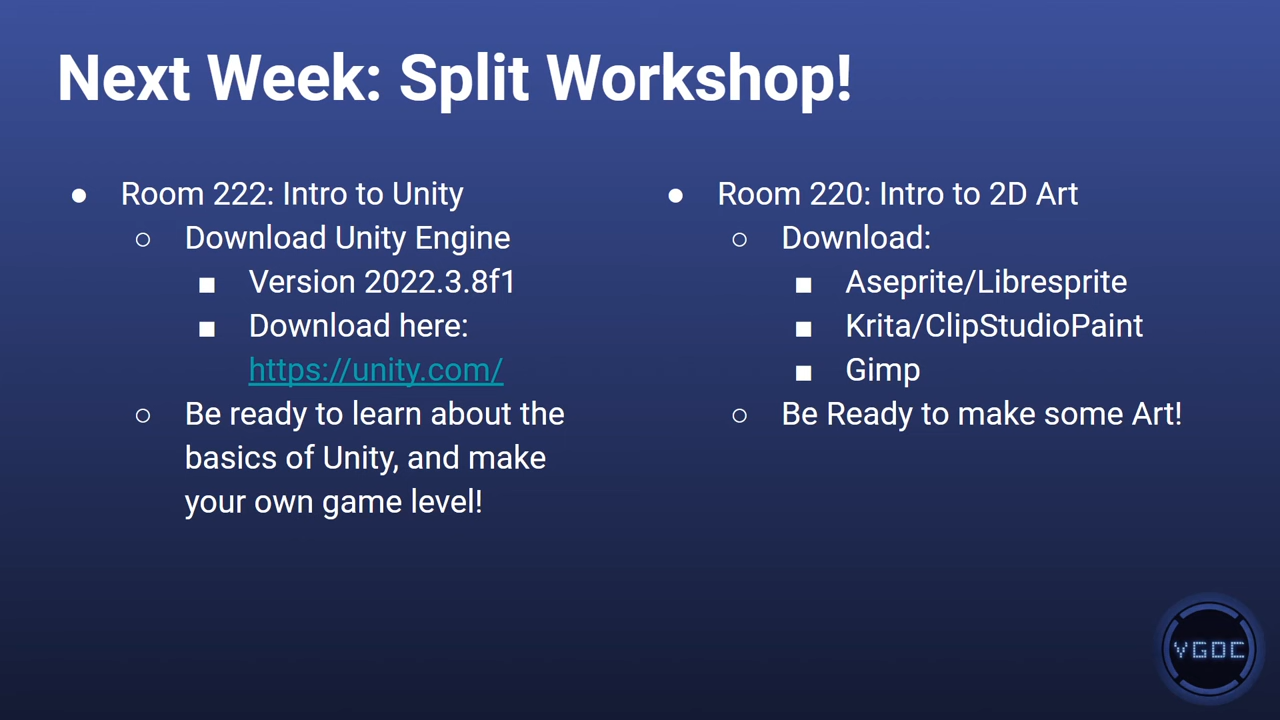 Next Week: Split Workshop!
● Room 222: Intro to Unity
○ Download Unity Engine
■ Version 2022.3.8f1
■ Download here:
https://unity.com/
○ Be ready to learn about the
basics of Unity, and make
your own game level!
● Room 220: Intro to 2D Art
○ Download:
■ Aseprite/Libresprite
■ Krita/ClipStudioPaint
■ Gimp
○ Be Ready to make some Art!
VGDC